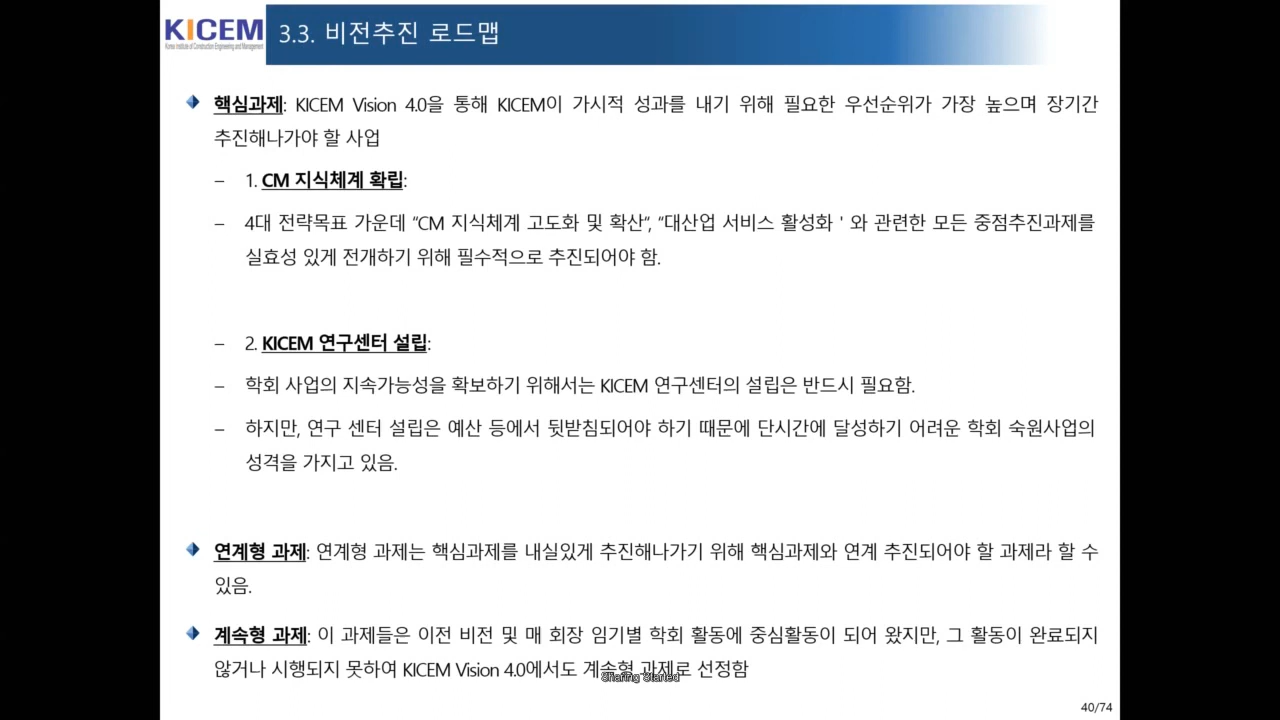 KICEM
Korea Institute of Construction Engineering and Management
3.3. 비전추진 로드맵
핵심과제: KICEM Vision 4.0을 통해 KICEM이 가시적 성과를 내기 위해 필요한 우선순위가 가장 높으며 장기간
추진해나가야 할 사업
– 1. CM 지식체계 확립:
– 4대 전략목표 가운데 “CM 지식체계 고도화 및 확산“, “대산업 서비스 활성화 ' 와 관련한 모든 중점추진과제를
실효성 있게 전개하기 위해 필수적으로 추진되어야 함.
– 2. KICEM 연구센터 설립:
– 학회 사업의 지속가능성을 확보하기 위해서는 KICEM 연구센터의 설립은 반드시 필요함.
– 하지만, 연구 센터 설립은 예산 등에서 뒷받침되어야 하기 때문에 단시간에 달성하기 어려운 학회 숙원사업의
성격을 가지고 있음.
연계형 과제: 연계형 과제는 핵심과제를 내실있게 추진해나가기 위해 핵심과제와 연계 추진되어야 할 과제라 할 수
있음.
계속형 과제: 이 과제들은 이전 비전 및 매 회장 임기별 학회 활동에 중심활동이 되어 왔지만, 그 활동이 완료되지
않거나 시행되지 못하여 KICEM Vision 4.0에서도 계속형 과제로 선정함
Sharing Started
40/74